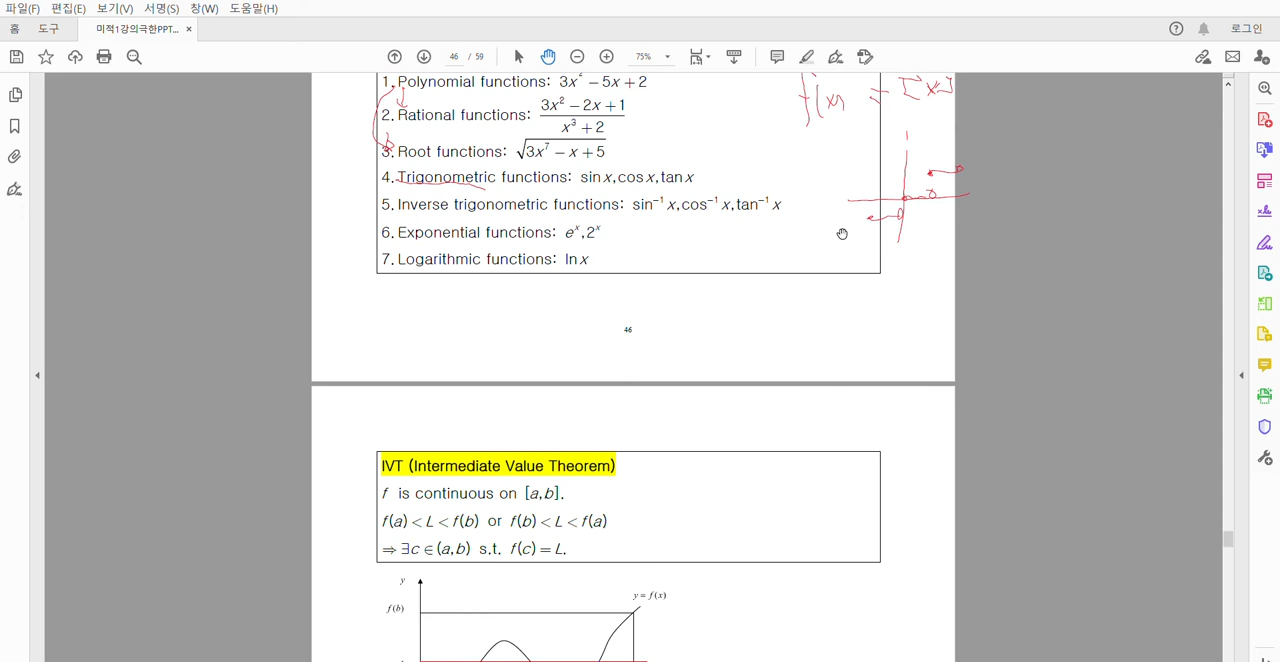 파일(F) 편집(E) 보기(V) 서명(S) 창(W) 도움말(H)
홈 도구 미적1강의극한PPT... × 로그인
46 / 59 75%
1. Polynomial functions: 3x² − 5x + 2
f(x) = [x]
2. Rational functions: (3x² − 2x + 1)/(x³ + 2)
3. Root functions: √(3x⁷ − x + 5)
4. Trigonometric functions: sin x, cos x, tan x
5. Inverse trigonometric functions: sin⁻¹ x, cos⁻¹ x, tan⁻¹ x
6. Exponential functions: eˣ, 2ˣ
7. Logarithmic functions: ln x
46
IVT (Intermediate Value Theorem)
f is continuous on [a,b].
f(a) < L < f(b) or f(b) < L < f(a)
⇒ ∃c ∈ (a,b) s.t. f(c) = L.
y
y = f(x)
f(b)